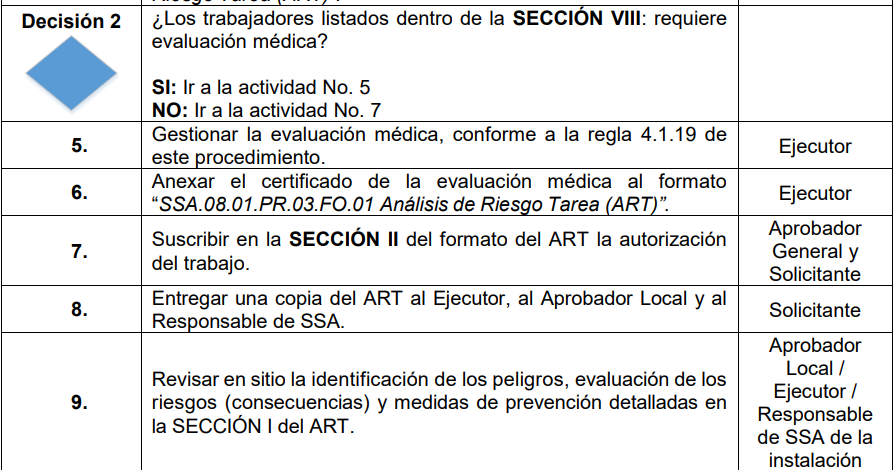 Riesgo Tarea (ART)".
Decisión 2
¿Los trabajadores listados dentro de la SECCIÓN VIII: requiere
evaluación médica?
SI: Ir a la actividad No. 5
NO: Ir a la actividad No. 7
5.
Gestionar la evaluación médica, conforme a la regla 4.1.19 de
este procedimiento.
Ejecutor
6.
Anexar el certificado de la evaluación médica al formato
“SSA.08.01.PR.03.FO.01 Análisis de Riesgo Tarea (ART)”.
Ejecutor
7.
Suscribir en la SECCIÓN II del formato del ART la autorización
del trabajo.
Aprobador
General y
Solicitante
8.
Entregar una copia del ART al Ejecutor, al Aprobador Local y al
Responsable de SSA.
Solicitante
9.
Revisar en sitio la identificación de los peligros, evaluación de los
riesgos (consecuencias) y medidas de prevención detalladas en
la SECCIÓN I del ART.
Aprobador
Local /
Ejecutor /
Responsable
de SSA de la
instalación